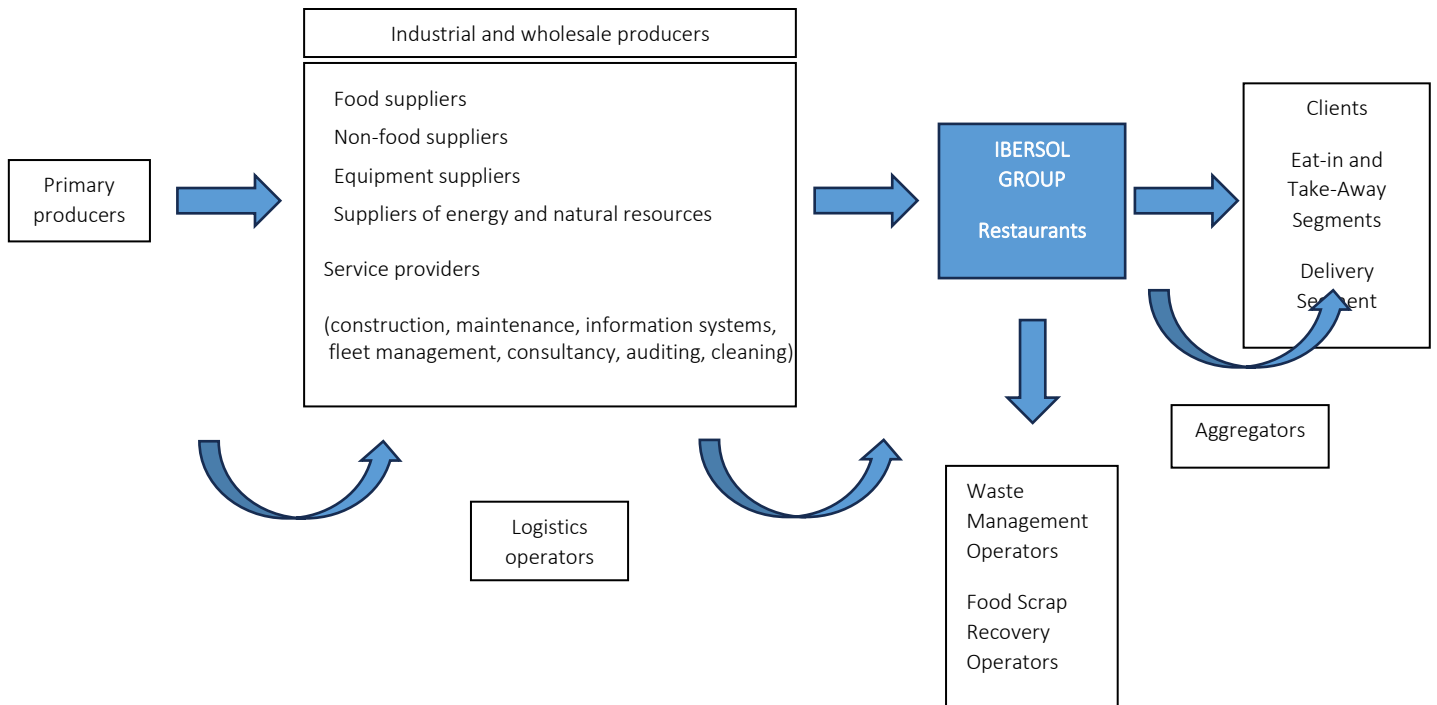 Industrial and wholesale producers
Primary
producers
Food suppliers
Non-food suppliers
Equipment suppliers
Suppliers of energy and natural resources
Service providers
(construction, maintenance, information systems,
fleet management, consultancy, auditing, cleaning)
IBERSOL
GROUP
Restaurants
Clients
Eat-in and
Take-Away
Segments
Delivery
Segment
Aggregators
Logistics
operators
Waste
Management
Operators
Food Scrap
Recovery
Operators